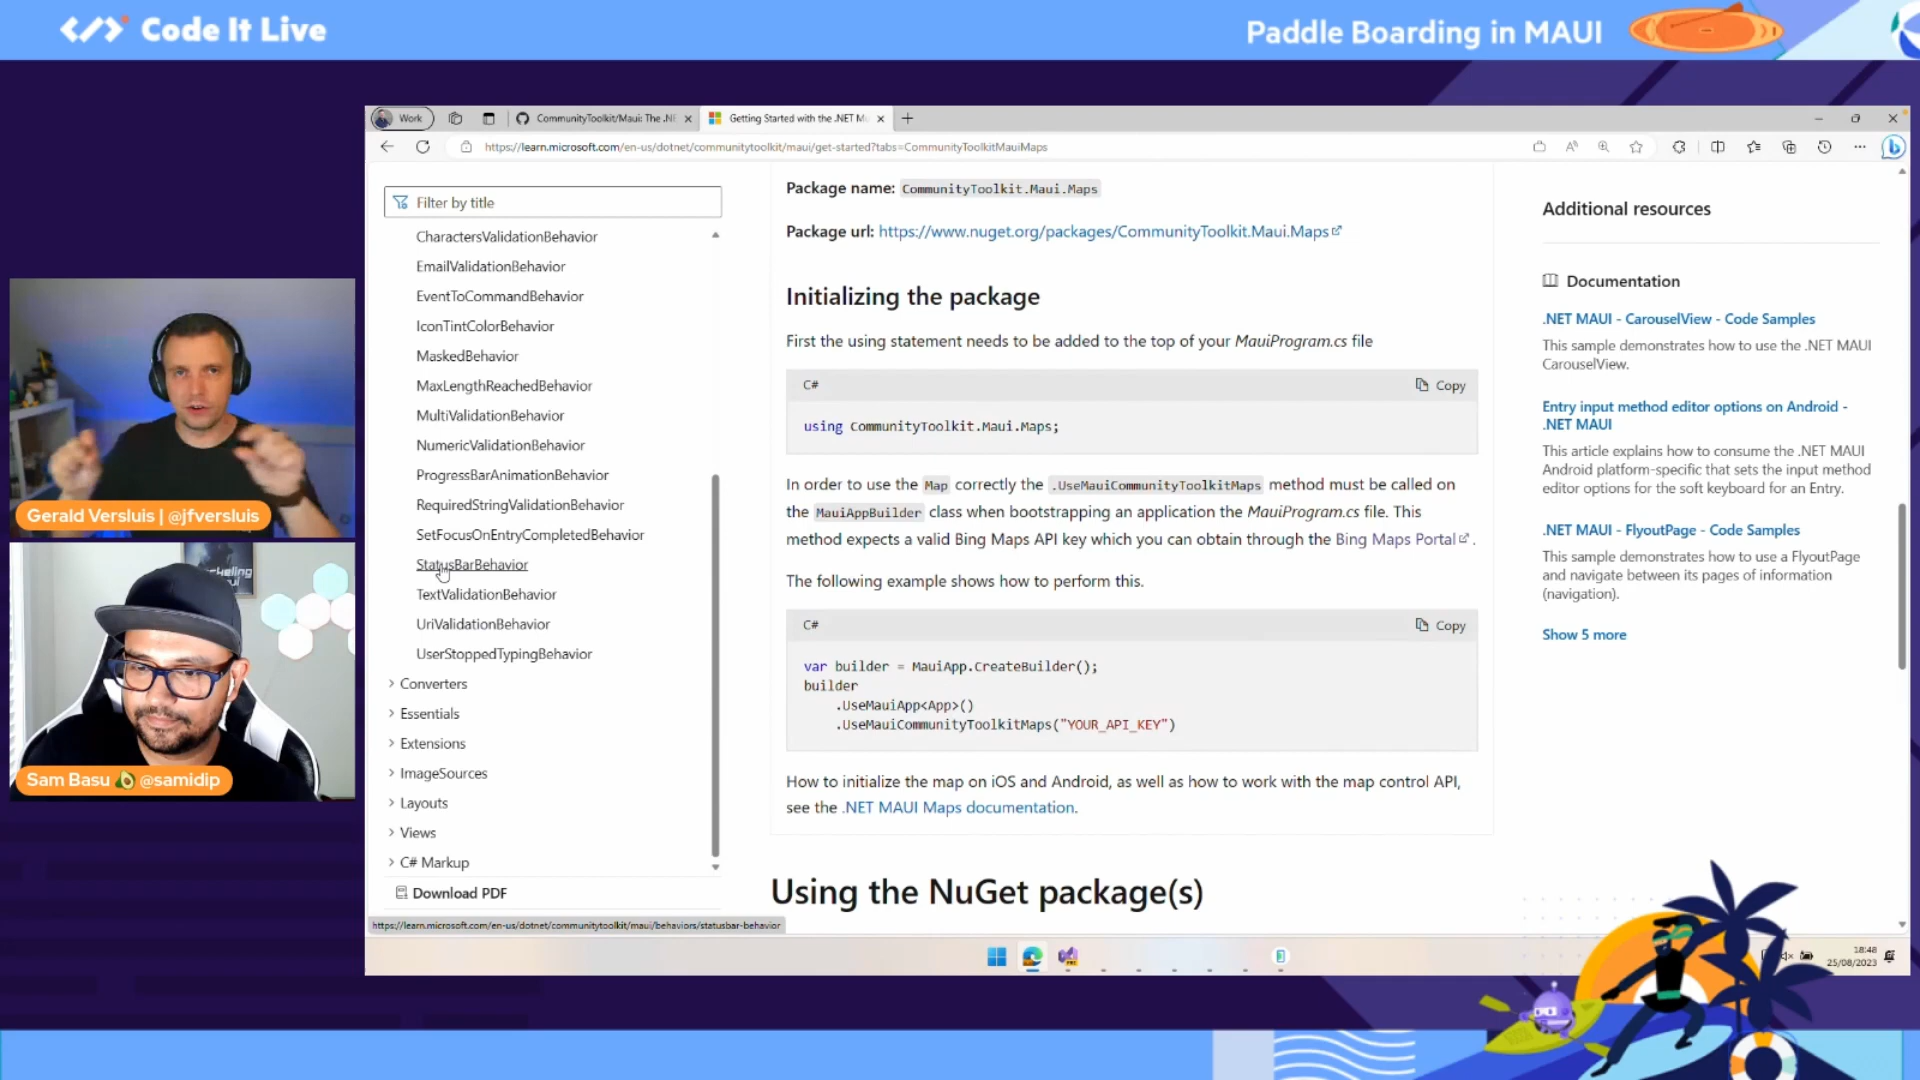 Code It Live
Paddle Boarding in MAUI
Work
CommunityToolkit/Maui: The .NE
Getting Started with the .NET M
https://learn.microsoft.com/en-us/dotnet/communitytoolkit/maui/get-started?tabs=CommunityToolkitMauiMaps
Filter by title
CharactersValidationBehavior
EmailValidationBehavior
EventToCommandBehavior
IconTintColorBehavior
MaskedBehavior
MaxLengthReachedBehavior
MultiValidationBehavior
NumericValidationBehavior
ProgressBarAnimationBehavior
RequiredStringValidationBehavior
SetFocusOnEntryCompletedBehavior
StatusBarBehavior
TextValidationBehavior
UriValidationBehavior
UserStoppedTypingBehavior
Converters
Essentials
Extensions
ImageSources
Layouts
Views
C# Markup
Download PDF
https://learn.microsoft.com/en-us/dotnet/communitytoolkit/maui/behaviors/statusbar-behavior
Package name: CommunityToolkit.Maui.Maps
Package url: https://www.nuget.org/packages/CommunityToolkit.Maui.Maps
Initializing the package
First the using statement needs to be added to the top of your MauiProgram.cs file
C#
Copy
using CommunityToolkit.Maui.Maps;
In order to use the Map correctly the .UseMauiCommunityToolkitMaps method must be called on
the MauiAppBuilder class when bootstrapping an application the MauiProgram.cs file. This
method expects a valid Bing Maps API key which you can obtain through the Bing Maps Portal.
The following example shows how to perform this.
C#
Copy
var builder = MauiApp.CreateBuilder();
builder
.UseMauiApp<App>()
.UseMauiCommunityToolkitMaps("YOUR_API_KEY")
How to initialize the map on iOS and Android, as well as how to work with the map control API,
see the .NET MAUI Maps documentation.
Using the NuGet package(s)
Additional resources
Documentation
.NET MAUI - CarouselView - Code Samples
This sample demonstrates how to use the .NET MAUI
CarouselView.
Entry input method editor options on Android -
.NET MAUI
This article explains how to consume the .NET MAUI
Android platform-specific that sets the input method
editor options for the soft keyboard for an Entry.
.NET MAUI - FlyoutPage - Code Samples
This sample demonstrates how to use a FlyoutPage
and navigate between its pages of information
(navigation).
Show 5 more
18:48
25/08/2023
Gerald Versluis | @jfversluis
Sam Basu 🥑 @samidip